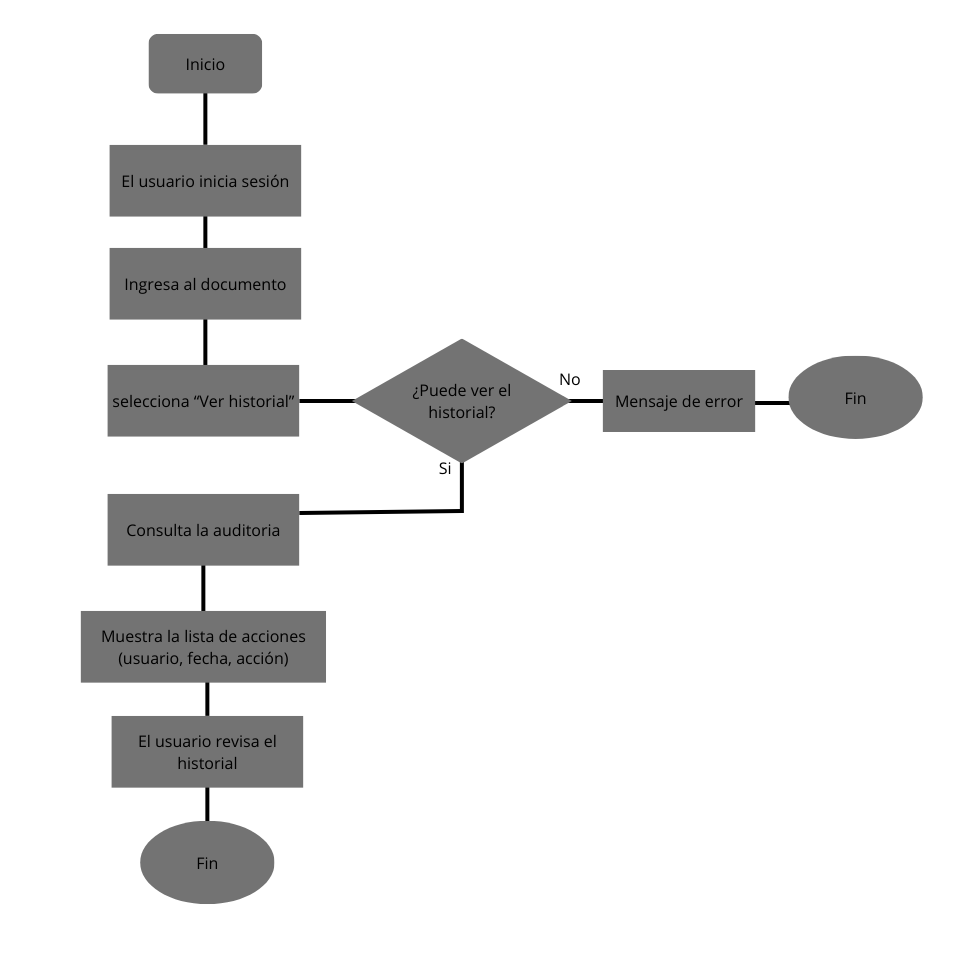 Inicio
El usuario inicia sesión
Ingresa al documento
selecciona “Ver historial”
¿Puede ver el
historial?
No
Mensaje de error
Fin
Si
Consulta la auditoria
Muestra la lista de acciones
(usuario, fecha, acción)
El usuario revisa el
historial
Fin